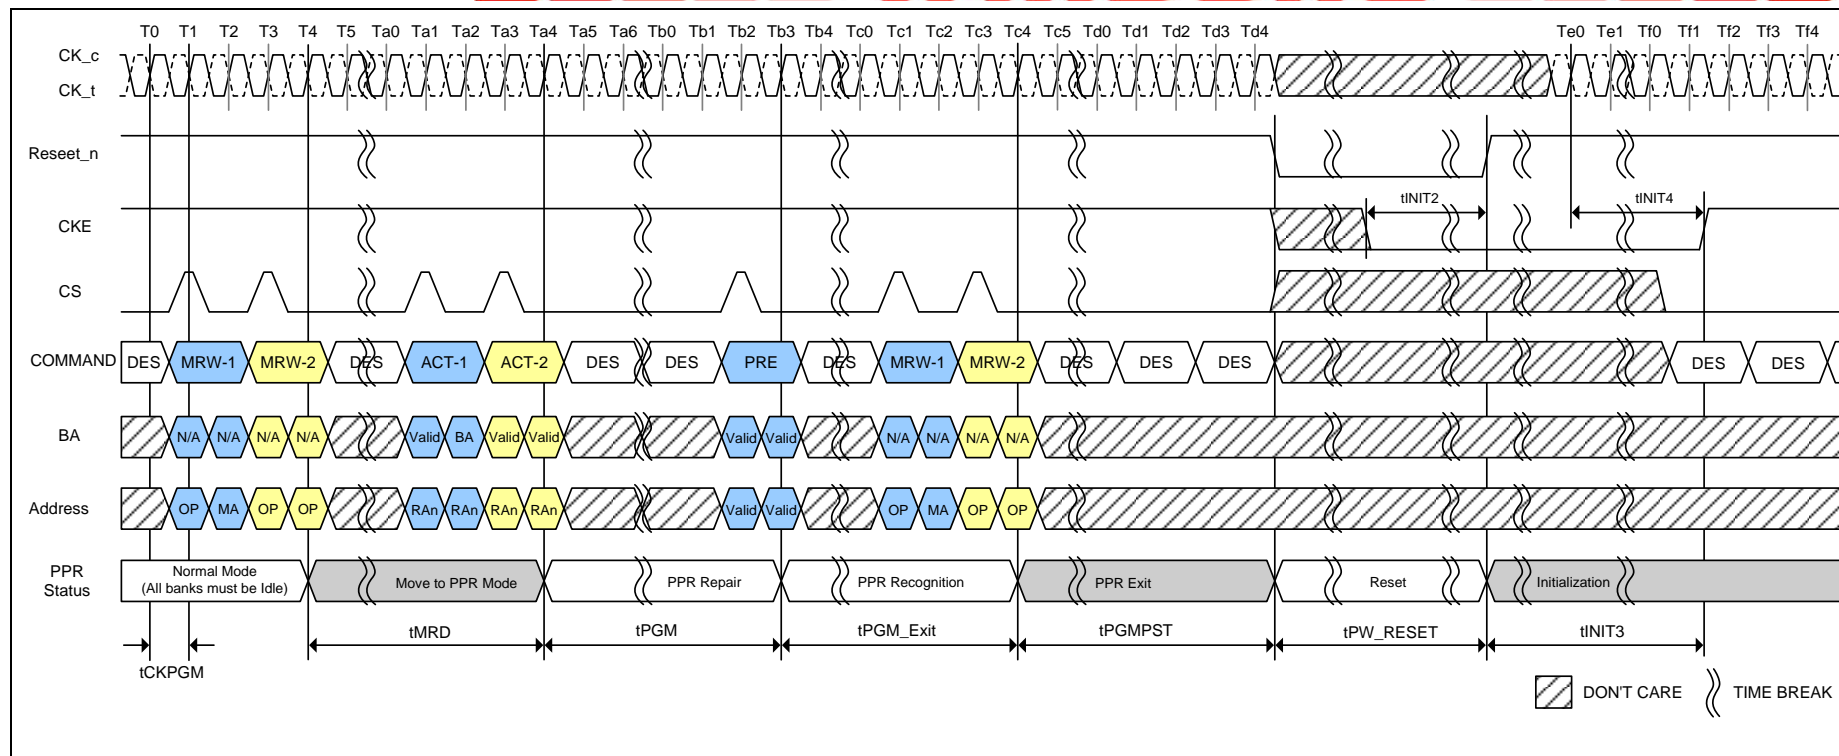 T0 T1 T2 T3 T4 T5 Ta0 Ta1 Ta2 Ta3 Ta4 Ta5 Ta6 Tb0 Tb1 Tb2 Tb3 Tb4 Tc0 Tc1 Tc2 Tc3 Tc4 Tc5 Td0 Td1 Td2 Td3 Td4 Te0 Te1 Tf0 Tf1 Tf2 Tf3 Tf4
CK_c
CK_t
Reseet_n
CKE tINIT2 tINIT4
CS
COMMAND DES MRW-1 MRW-2 DES ACT-1 ACT-2 DES DES PRE DES MRW-1 MRW-2 DES DES DES DES DES
BA N/A N/A N/A N/A Valid BA Valid Valid Valid Valid N/A N/A N/A N/A
Address OP MA OP OP RAn RAn RAn RAn Valid Valid OP MA OP OP
PPR
Status
Normal Mode
(All banks must be Idle)
Move to PPR Mode PPR Repair PPR Recognition PPR Exit Reset Initialization
tMRD tPGM tPGM_Exit tPGMPST tPW_RESET tINIT3
tCKPGM
DON'T CARE TIME BREAK